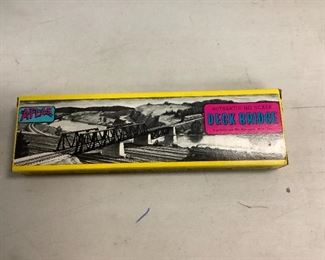 ATLAS
AUTHENTIC HO SCALE
DECK BRIDGE